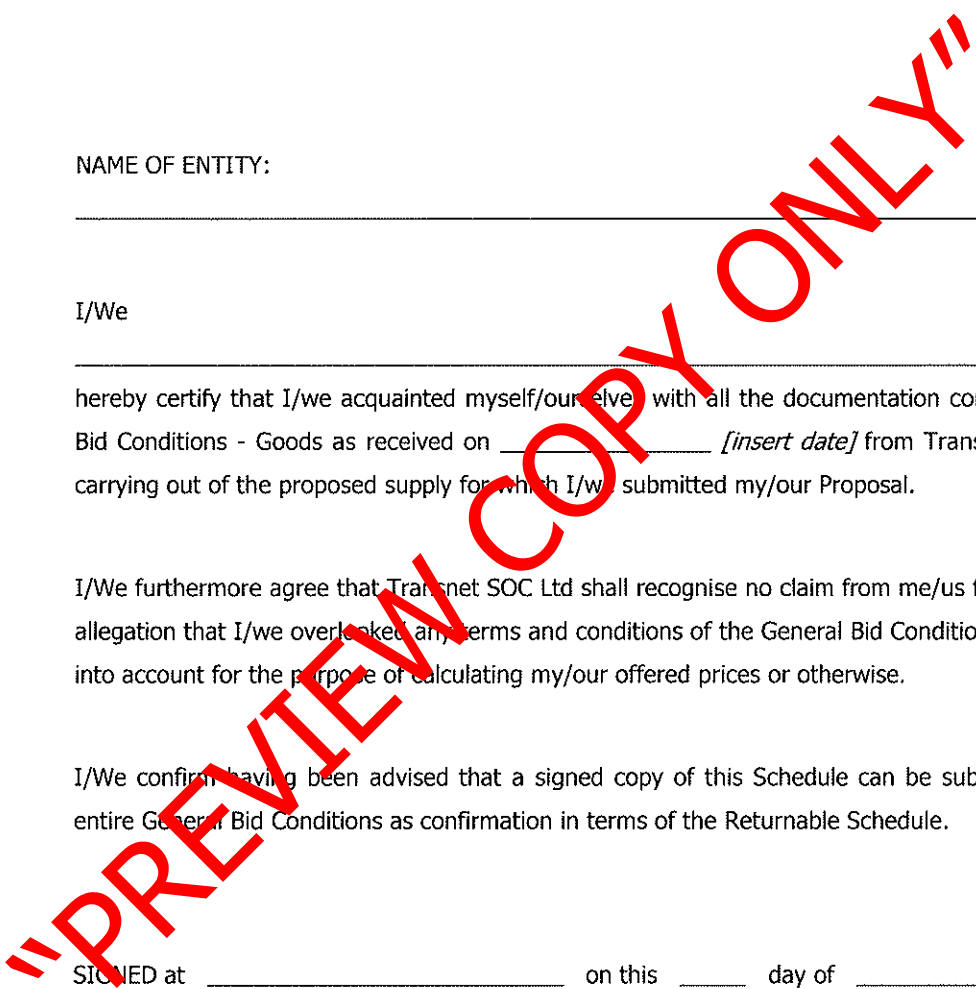 NAME OF ENTITY:
I/We
hereby certify that I/we acquainted myself/ourselves with all the documentation
Bid Conditions - Goods as received on ____________ [insert date] from
carrying out of the proposed supply for which I/we submitted my/our Proposal.
I/We furthermore agree that Transnet SOC Ltd shall recognise no claim from me/us
allegation that I/we overlooked any terms and conditions of the General Bid
into account for the purpose of calculating my/our offered prices or otherwise.
I/We confirm having been advised that a signed copy of this Schedule can be
entire General Bid Conditions as confirmation in terms of the Returnable Schedule.
SIGNED at ____________ on this ______ day of ____________
"PREVIEW COPY ONLY"